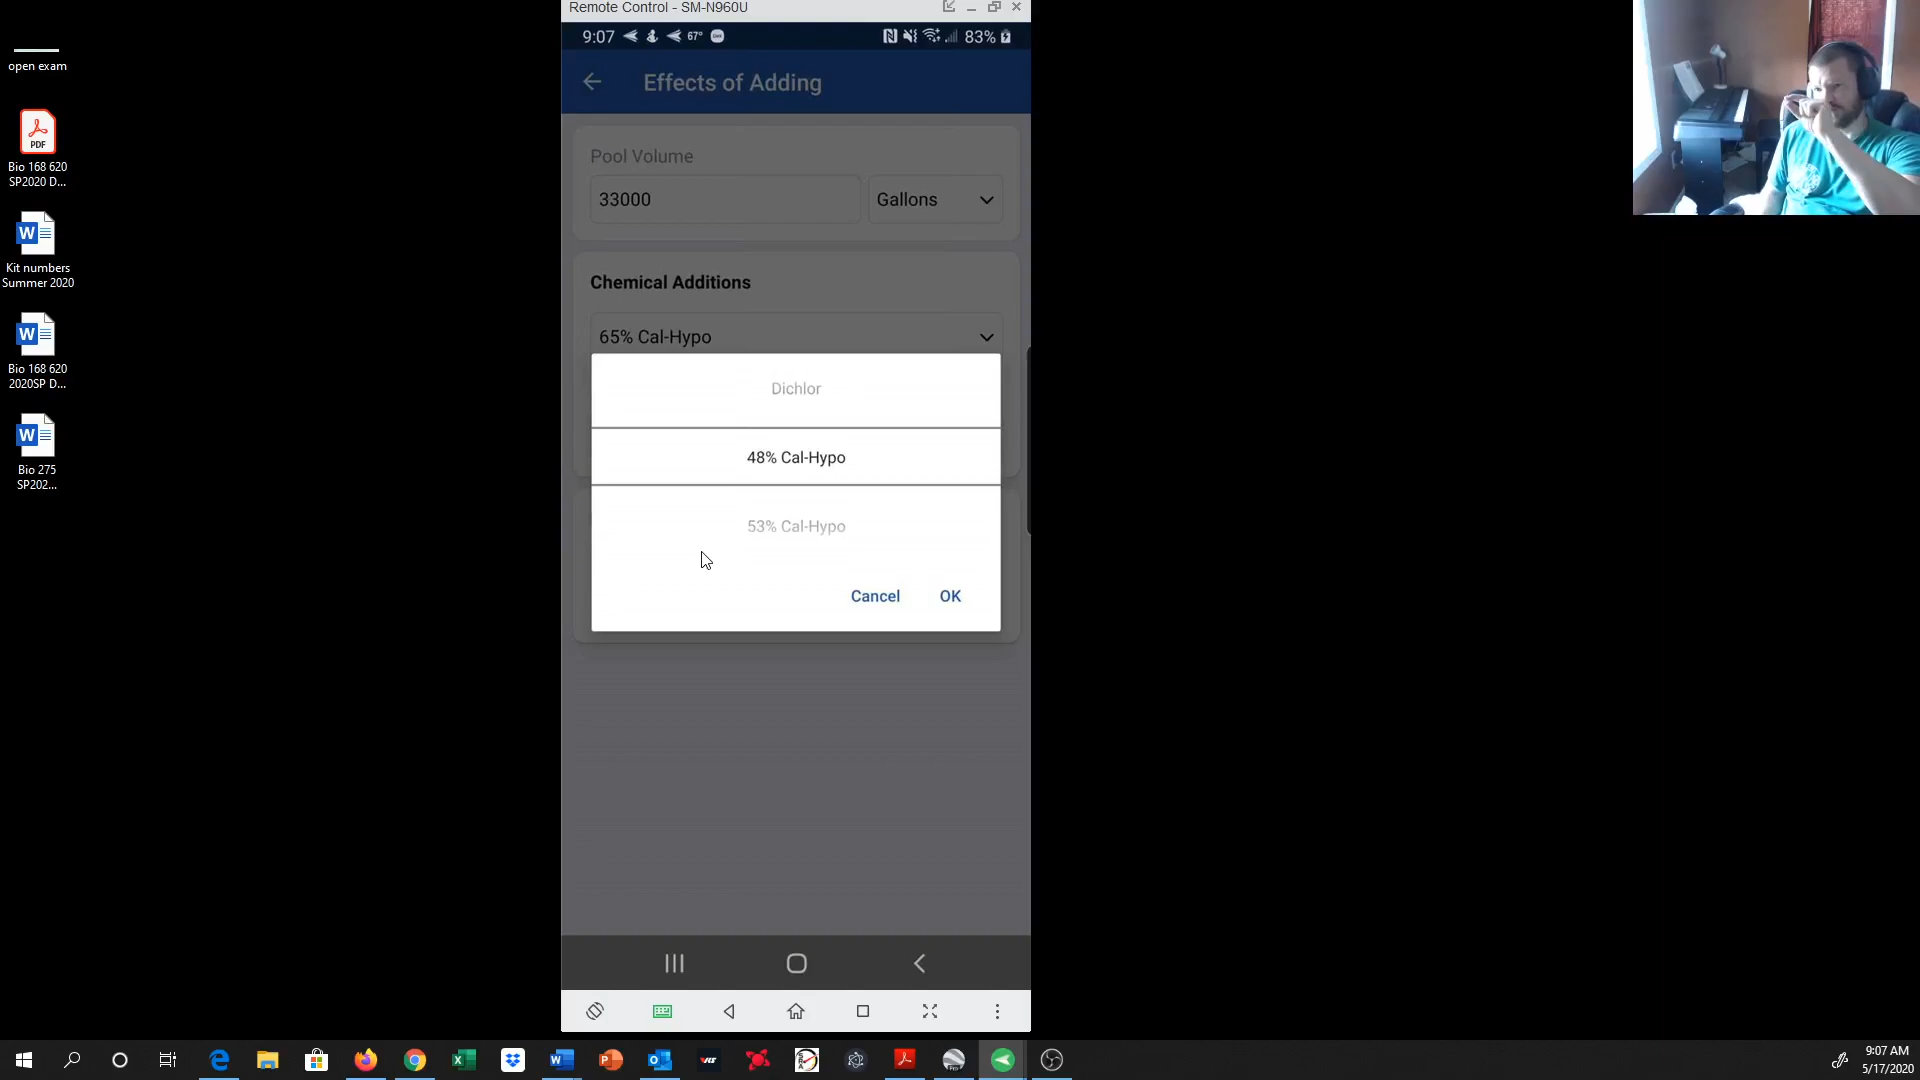 Remote Control - SM-N960U
9:07 67° 83%
Effects of Adding
Pool Volume
33000 Gallons
Chemical Additions
65% Cal-Hypo
Dichlor
48% Cal-Hypo
53% Cal-Hypo
Cancel OK
open exam
PDF
Bio 168 620
SP2020 D...
W
Kit numbers
Summer 2020
W
Bio 168 620
2020SP D...
W
Bio 275
SP202...
9:07 AM
5/17/2020